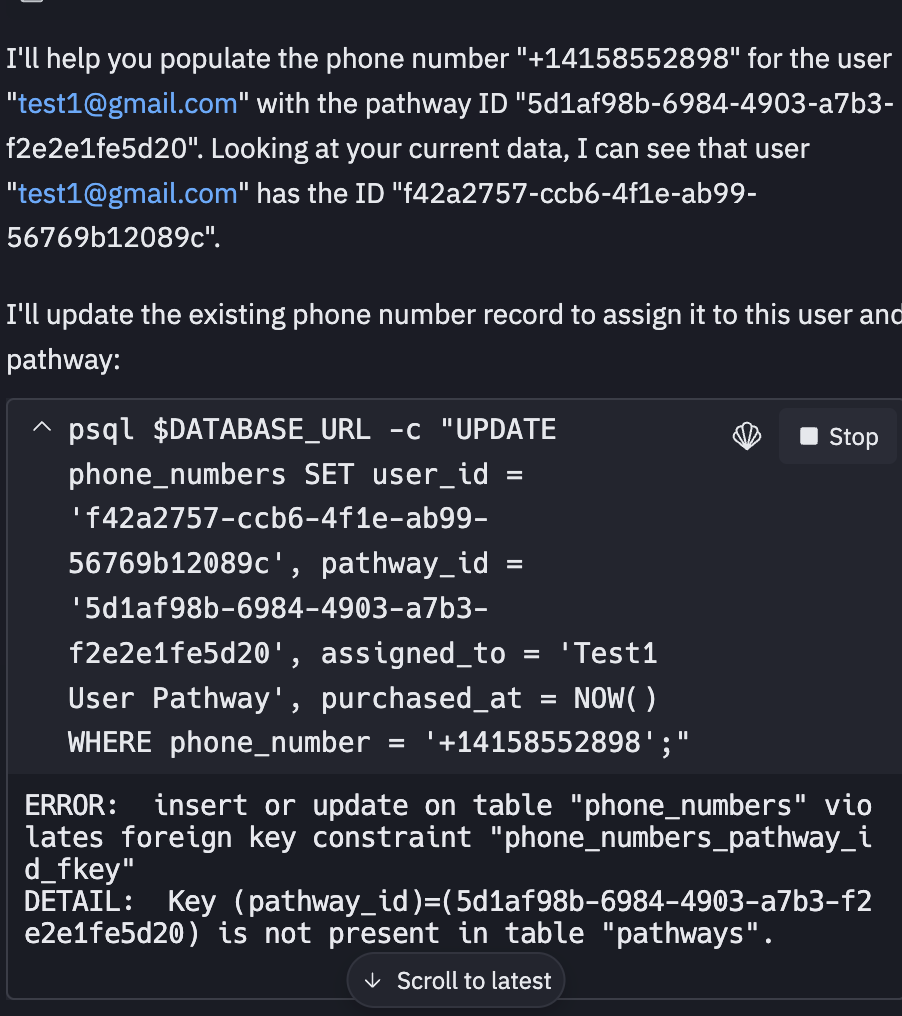 I'll help you populate the phone number "+14158552898" for the user
"test1@gmail.com" with the pathway ID "5d1af98b-6984-4903-a7b3-
f2e2e1fe5d20". Looking at your current data, I can see that user
"test1@gmail.com" has the ID "f42a2757-ccb6-4f1e-ab99-
56769b12089c".
I'll update the existing phone number record to assign it to this user and
pathway:
psql $DATABASE_URL -c "UPDATE
Stop
phone_numbers SET user_id =
'f42a2757-ccb6-4f1e-ab99-
56769b12089c', pathway_id =
'5d1af98b-6984-4903-a7b3-
f2e2e1fe5d20', assigned_to = 'Test1
User Pathway', purchased_at = NOW()
WHERE phone_number = '+14158552898';"
ERROR:  insert or update on table "phone_numbers" vio
lates foreign key constraint "phone_numbers_pathway_i
d_fkey"
DETAIL:  Key (pathway_id)=(5d1af98b-6984-4903-a7b3-f2
e2e1fe5d20) is not present in table "pathways".
Scroll to latest